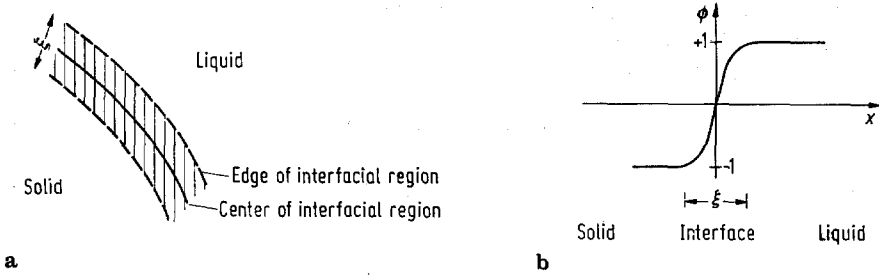 ξ
Liquid
Solid
Edge of interfacial region
Center of interfacial region
a
ϕ
+1
x
-1
ξ
Solid Interface Liquid
b